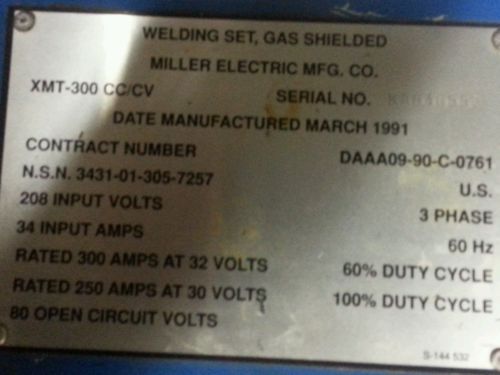 WELDING SET, GAS SHIELDED
MILLER ELECTRIC MFG. CO.
XMT-300 CC/CV SERIAL NO.
DATE MANUFACTURED MARCH 1991
CONTRACT NUMBER DAAA09-90-C-0761
N.S.N. 3431-01-305-7257 U.S.
208 INPUT VOLTS 3 PHASE
34 INPUT AMPS 60 Hz
RATED 300 AMPS AT 32 VOLTS 60% DUTY CYCLE
RATED 250 AMPS AT 30 VOLTS 100% DUTY CYCLE
80 OPEN CIRCUIT VOLTS
S-144 532